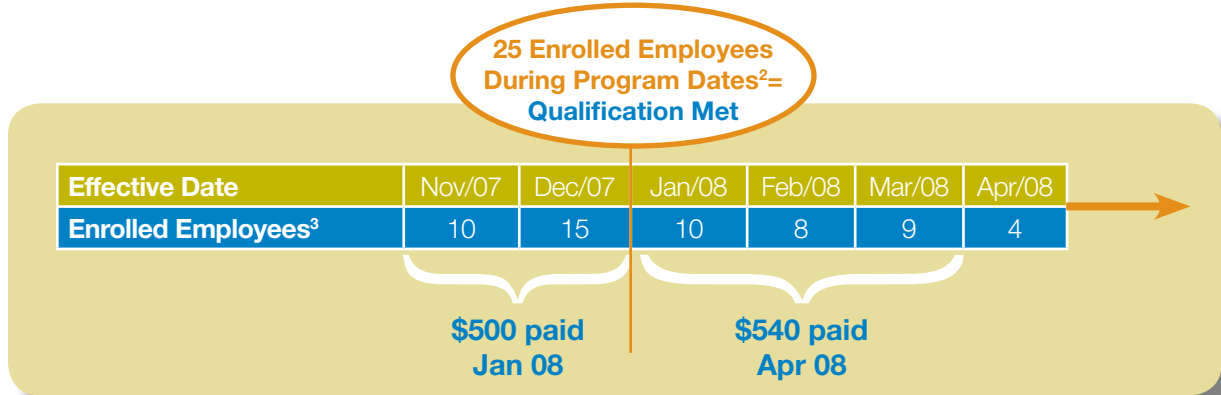 25 Enrolled Employees
During Program Dates²=
Qualification Met
Effective Date Nov/07 Dec/07 Jan/08 Feb/08 Mar/08 Apr/08
Enrolled Employees³ 10 15 10 8 9 4
$500 paid
Jan 08
$540 paid
Apr 08